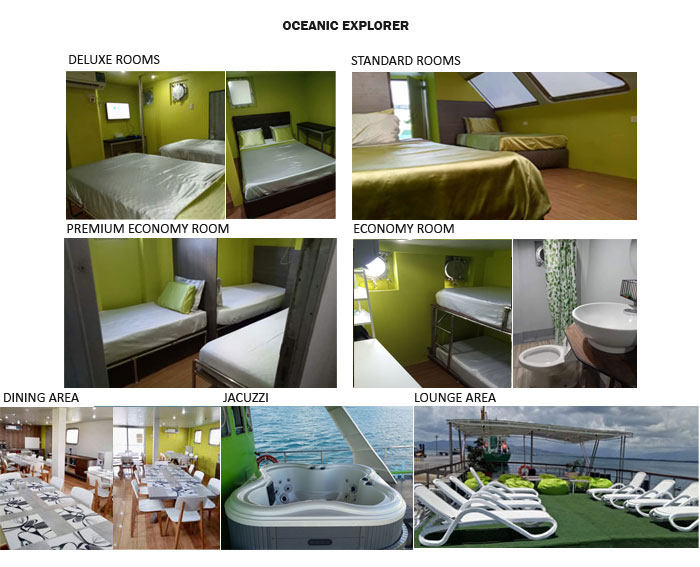 OCEANIC EXPLORER
DELUXE ROOMS
STANDARD ROOMS
PREMIUM ECONOMY ROOM
ECONOMY ROOM
DINING AREA
JACUZZI
LOUNGE AREA